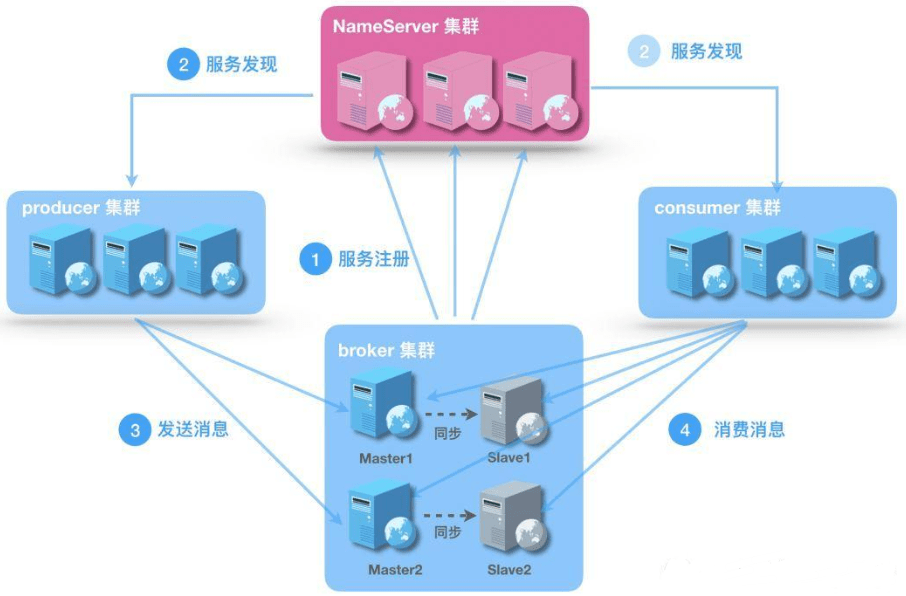 NameServer 集群
2 服务发现
2 服务发现
producer 集群
consumer 集群
1 服务注册
broker 集群
3 发送消息
同步
4 消费消息
Master1
Slave1
同步
Master2
Slave2